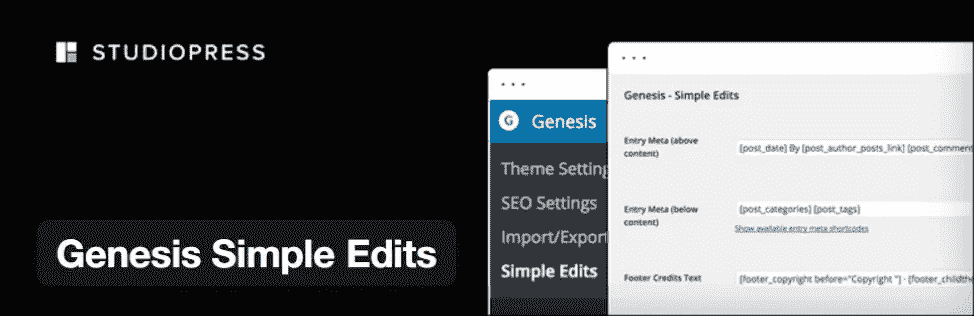 STUDIOPRESS
Genesis Simple Edits
G Genesis
Theme Setting
SEO Settings
Import/Export
Simple Edits
Genesis - Simple Edits
Entry Meta (above
content)
[post_date] By [post_author_posts_link] [post_comment
Entry Meta (below
content)
[post_categories] [post_tags]
Show available entry meta shortcodes
Footer Credits Text
[footer_copyright before="Copyright "] · [footer_childthe